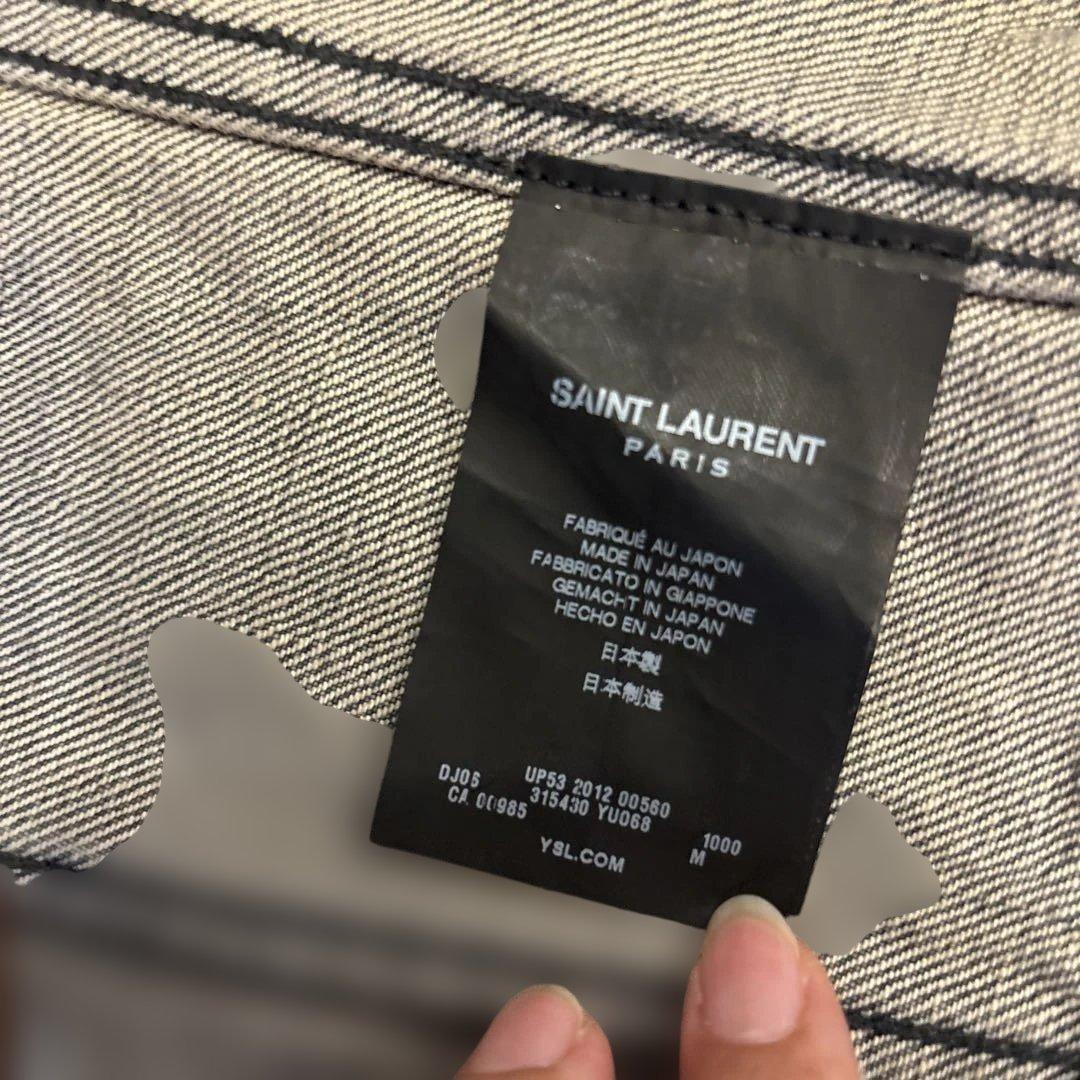 SAINT LAURENT
PARIS
FABRIQUÉ AU JAPON
MADE IN JAPAN
FABBRICATO IN GIAPPONE
GEMACHT IN JAPAN
HECHO EN JAPON
日本製
日本制造
DJ06 UP53 2012 00560
CA 00985 315430 YU068 1000
YSL.COM M